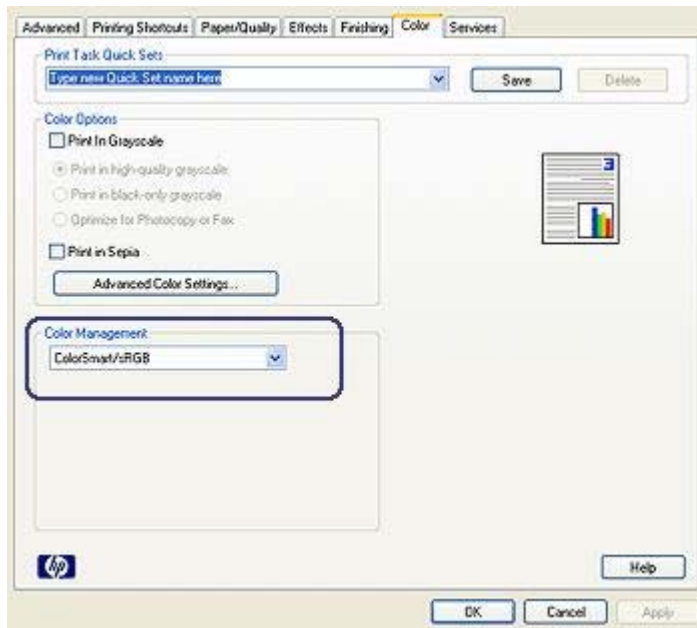 Advanced Printing Shortcuts Paper/Quality Effects Finishing Color Services
Print Task Quick Sets
Type new Quick Set name here Save Delete
Color Options
Print In Grayscale
Print in high-quality grayscale
Print in black-only grayscale
Optimize for Photocopy or Fax
Print in Sepia
Advanced Color Settings...
3
Color Management
ColorSmart/sRGB
hp
Help
OK Cancel Apply